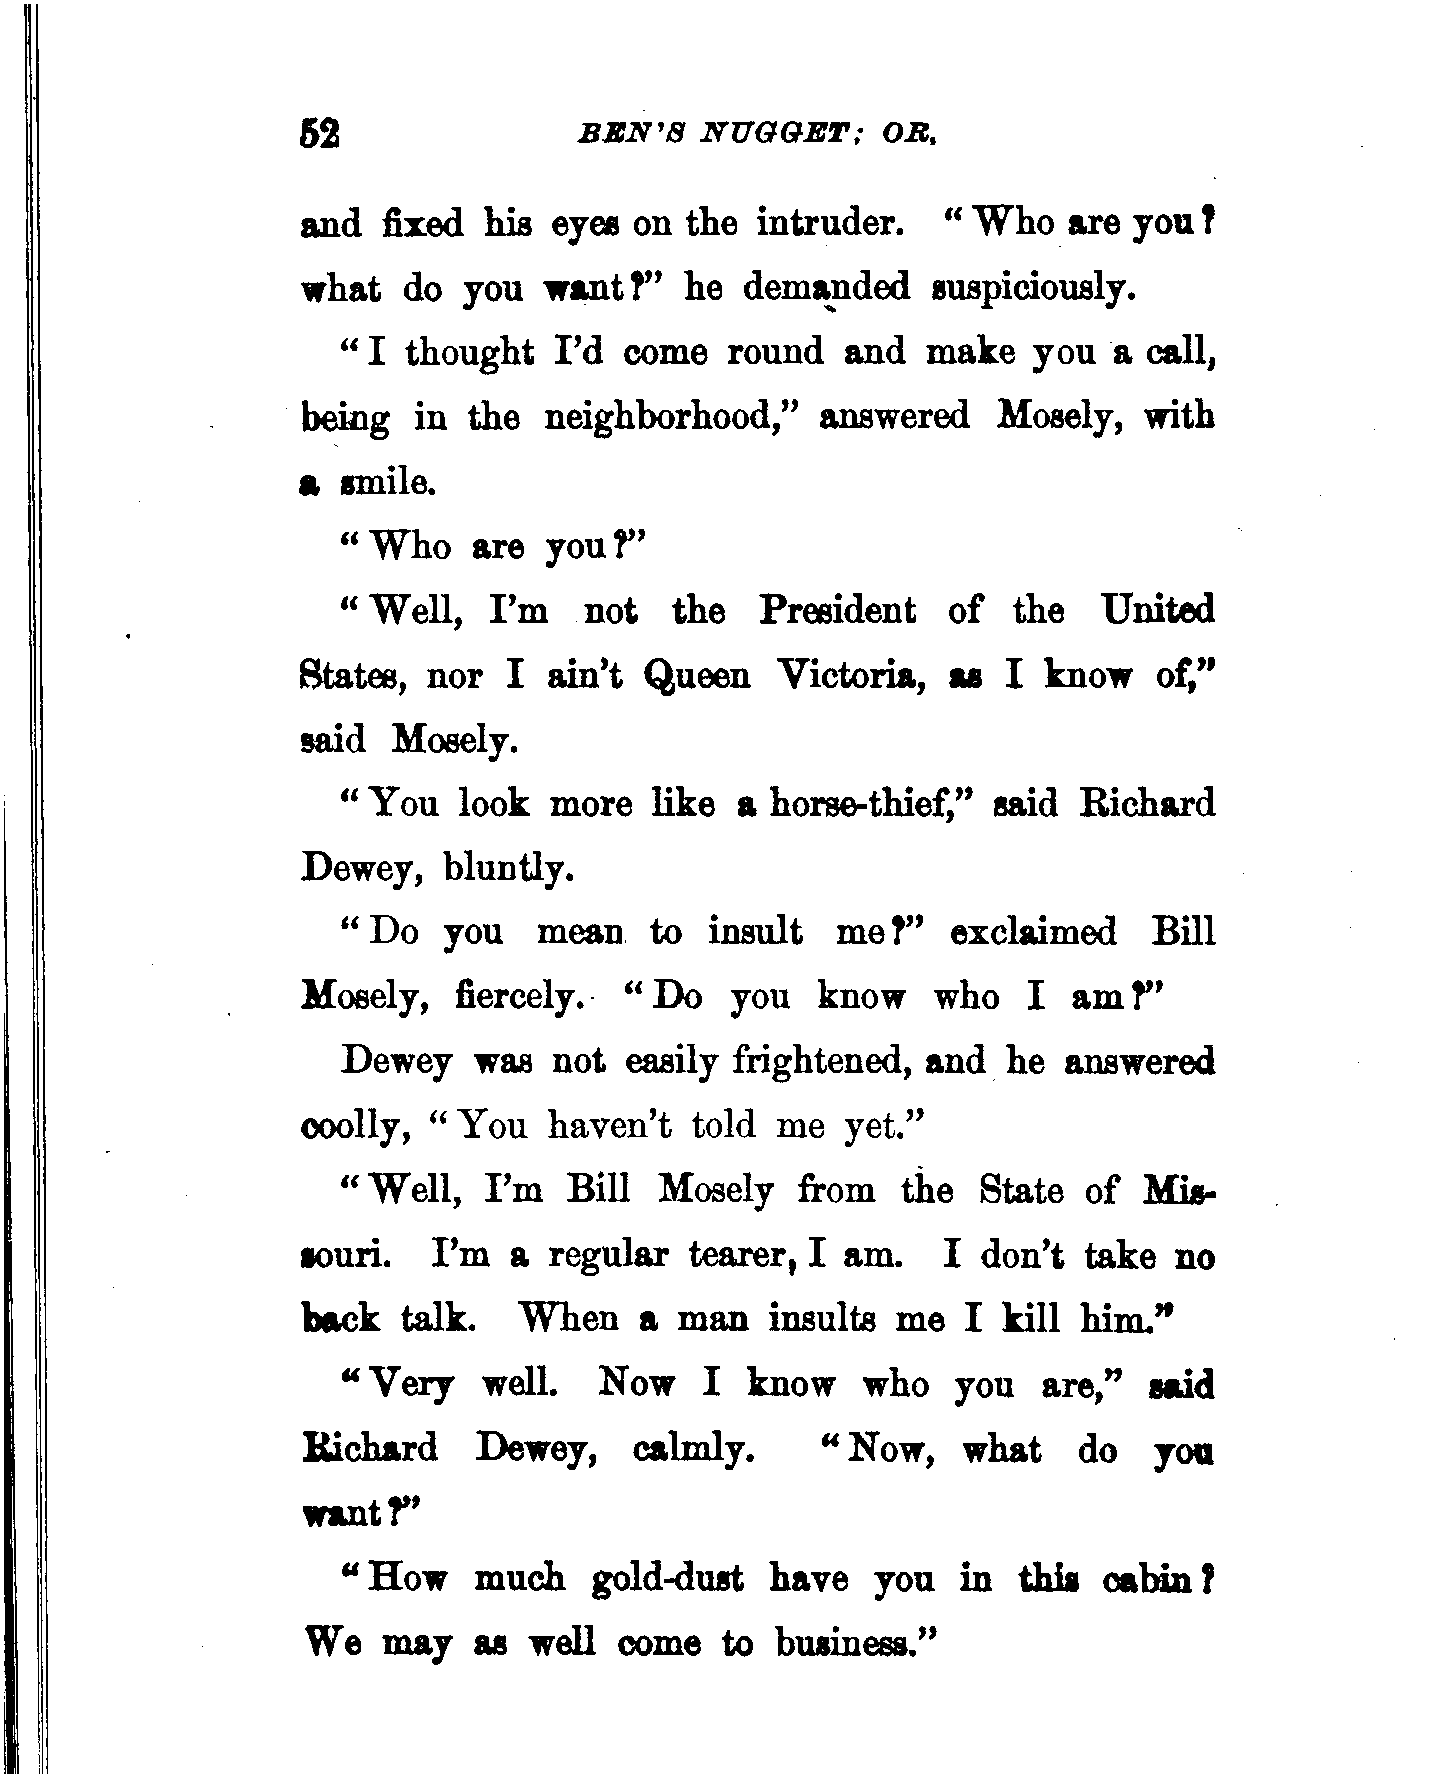 52 BEN'S NUGGET; OR,
and fixed his eyes on the intruder. "Who are you?
what do you want?" he demanded suspiciously.
"I thought I'd come round and make you a call,
being in the neighborhood," answered Mosely, with
a smile.
"Who are you?"
"Well, I'm not the President of the United
States, nor I ain't Queen Victoria, as I know of,"
said Mosely.
"You look more like a horse-thief," said Richard
Dewey, bluntly.
"Do you mean to insult me?" exclaimed Bill
Mosely, fiercely. "Do you know who I am?"
Dewey was not easily frightened, and he answered
coolly, "You haven't told me yet."
"Well, I'm Bill Mosely from the State of Mis-
souri. I'm a regular tearer, I am. I don't take no
back talk. When a man insults me I kill him."
"Very well. Now I know who you are," said
Richard Dewey, calmly. "Now, what do you
want?"
"How much gold-dust have you in this cabin?
We may as well come to business."